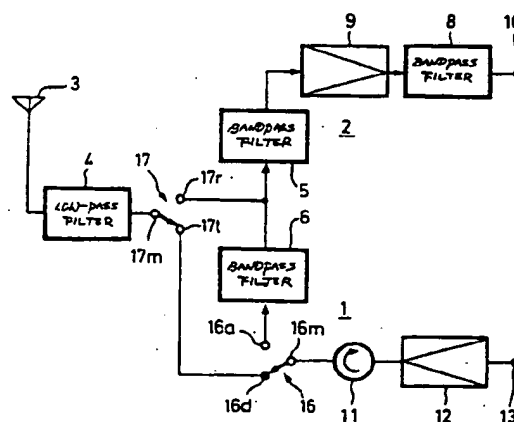 9
8
10
BANDPASS
FILTER
3
2
BANDPASS
FILTER
5
4
17
17r
LOW-PASS
FILTER
17m
17t
6
BANDPASS
FILTER
1
16a
16m
16d
16
11
12
13